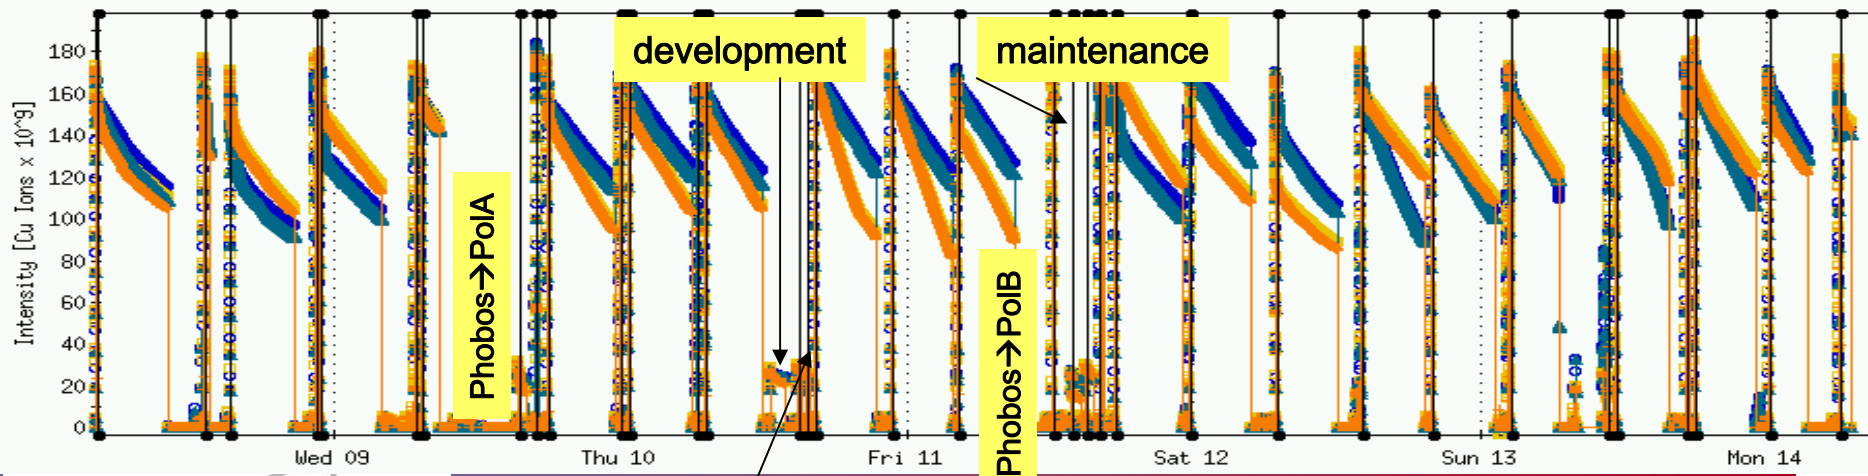 development
maintenance
180
160
140
120
100
80
60
40
20
0
Intensity [Cu Ions x 10^9]
Phobos→PolA
Phobos→PolB
Wed 09
Thu 10
Fri 11
Sat 12
Sun 13
Mon 14